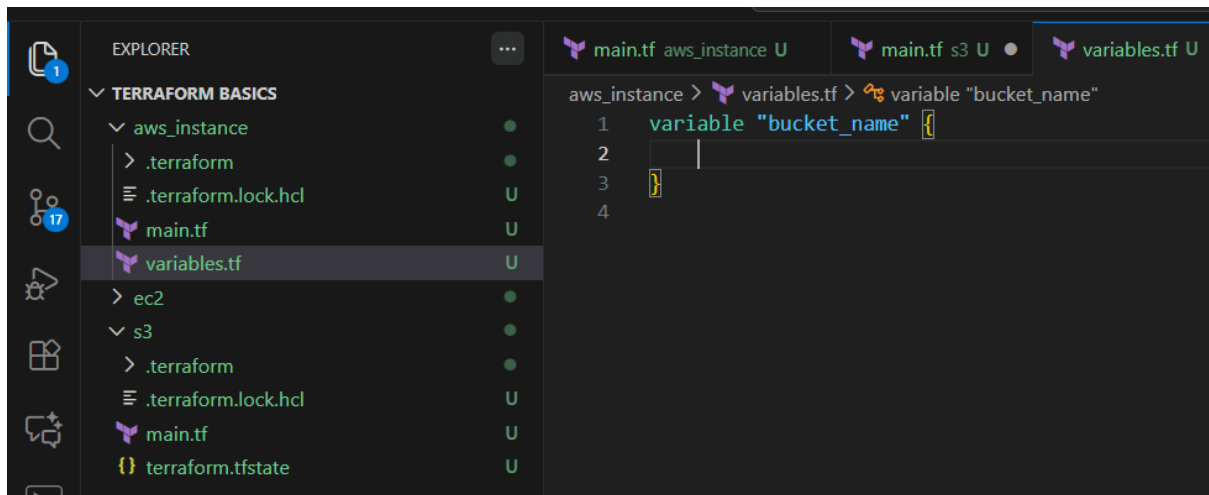 EXPLORER
TERRAFORM BASICS
aws_instance
.terraform
.terraform.lock.hcl U
main.tf U
variables.tf U
ec2
s3
.terraform
.terraform.lock.hcl U
main.tf U
{} terraform.tfstate U
1
17
main.tf aws_instance U
main.tf s3 U
variables.tf U
aws_instance > variables.tf > variable "bucket_name"
1 variable "bucket_name" {
2
3 }
4